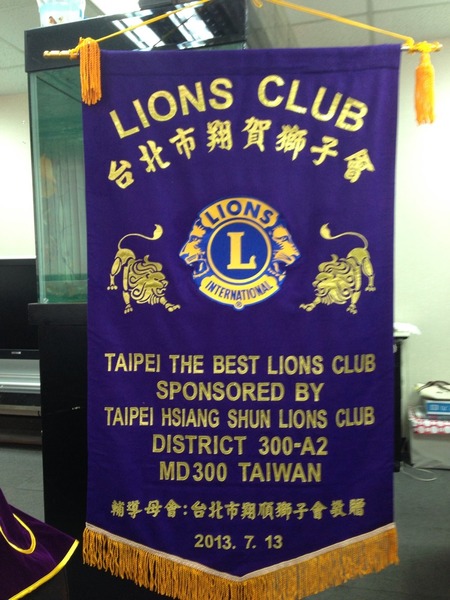 LIONS CLUB
台北市翔賀獅子會
LIONS
L
INTERNATIONAL
®
TAIPEI THE BEST LIONS CLUB
SPONSORED BY
TAIPEI HSIANG SHUN LIONS CLUB
DISTRICT 300-A2
MD300 TAIWAN
輔導母會:台北市翔順獅子會敬贈
2013. 7. 13